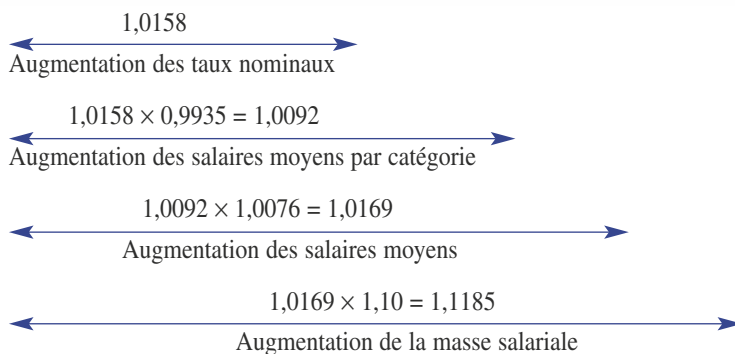 1,0158
Augmentation des taux nominaux
1,0158 × 0,9935 = 1,0092
Augmentation des salaires moyens par catégorie
1,0092 × 1,0076 = 1,0169
Augmentation des salaires moyens
1,0169 × 1,10 = 1,1185
Augmentation de la masse salariale